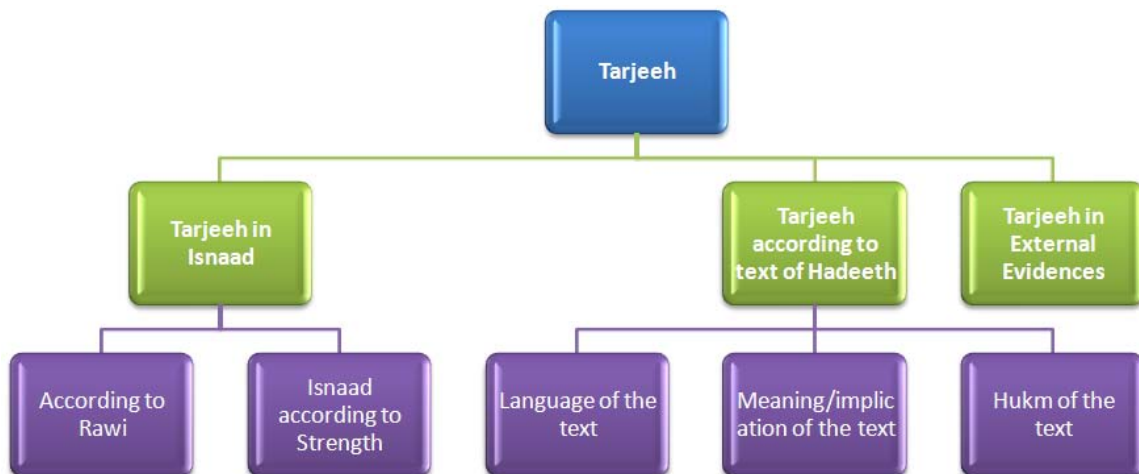 Tarjeeh
Tarjeeh in
Isnaad
Tarjeeh
according to
text of Hadeeth
Tarjeeh in
External
Evidences
According to
Rawi
Isnaad
according to
Strength
Language of the
text
Meaning/implic
ation of the text
Hukm of the
text